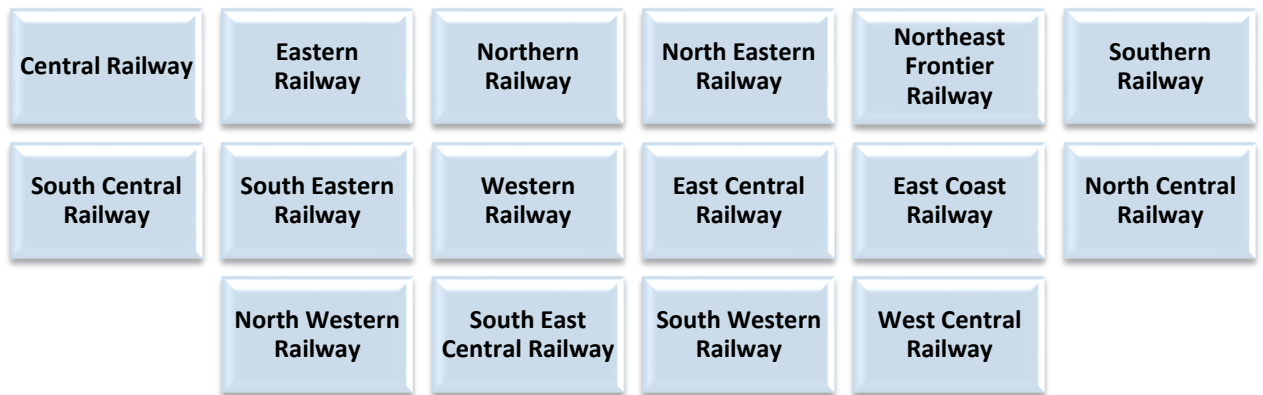 Central Railway
Eastern
Railway
Northern
Railway
North Eastern
Railway
Northeast
Frontier
Railway
Southern
Railway
South Central
Railway
South Eastern
Railway
Western
Railway
East Central
Railway
East Coast
Railway
North Central
Railway
North Western
Railway
South East
Central Railway
South Western
Railway
West Central
Railway